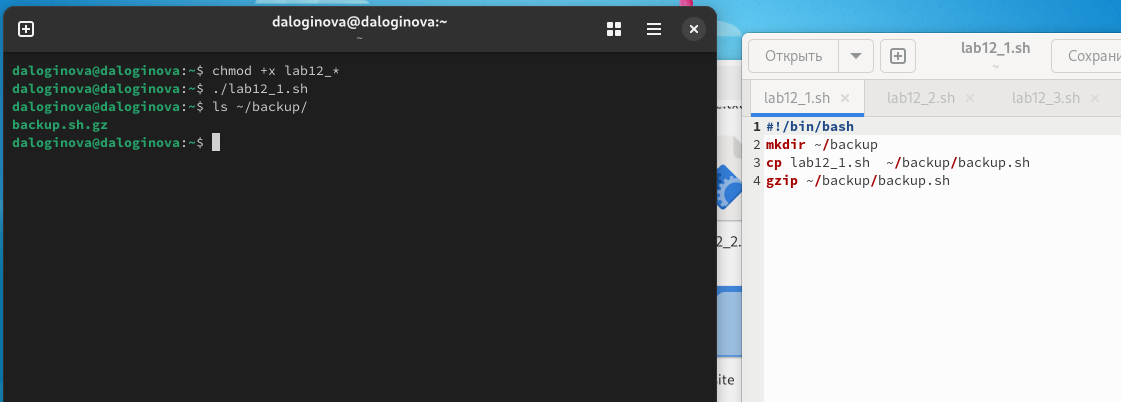 daloginova@daloginova:~
~
daloginova@daloginova:~$ chmod +x lab12_*
daloginova@daloginova:~$ ./lab12_1.sh
daloginova@daloginova:~$ ls ~/backup/
backup.sh.gz
daloginova@daloginova:~$
2_2.
ite
Открыть
lab12_1.sh
~
Сохрани
lab12_1.sh × lab12_2.sh × lab12_3.sh ×
1 #!/bin/bash
2 mkdir ~/backup
3 cp lab12_1.sh  ~/backup/backup.sh
4 gzip ~/backup/backup.sh